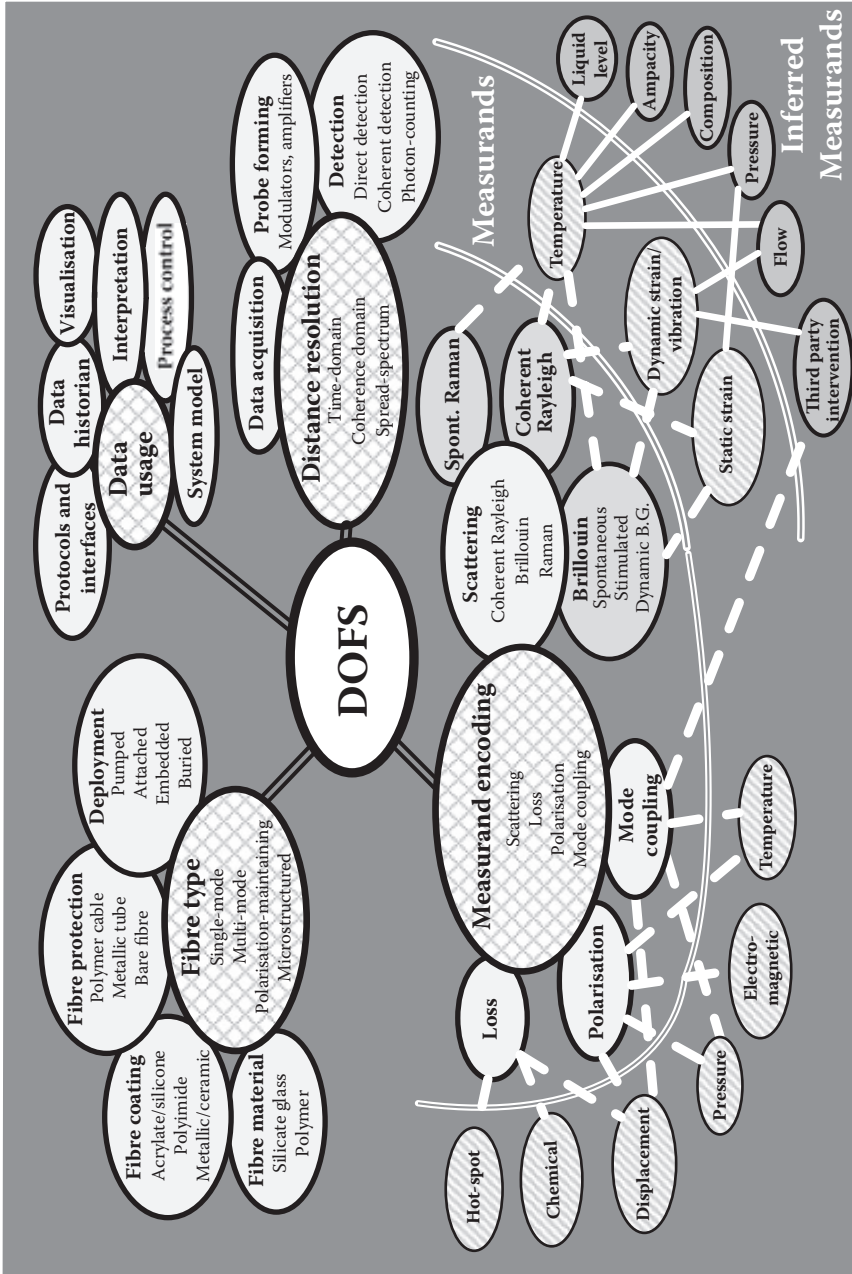 Fibre coating
Acrylate/silicone
Polyimide
Metallic/ceramic
Fibre protection
Polymer cable
Metallic tube
Bare fibre
Deployment
Pumped
Attached
Embedded
Buried
Fibre material
Silicate glass
Polymer
Fibre type
Single-mode
Multi-mode
Polarisation-maintaining
Microstructured
Protocols and
interfaces
Data
historian
Visualisation
Data
usage
Interpretation
Process control
System model
Data acquisition
Probe forming
Modulators, amplifiers
Distance resolution
Time-domain
Coherence domain
Spread-spectrum
Detection
Direct detection
Coherent detection
Photon-counting
DOFS
Measurand encoding
Scattering
Loss
Polarisation
Mode coupling
Scattering
Coherent Rayleigh
Brillouin
Raman
Spont. Raman
Coherent
Rayleigh
Brillouin
Spontaneous
Stimulated
Dynamic B.G.
Loss
Polarisation
Mode
coupling
Hot-spot
Chemical
Displacement
Pressure
Electro-
magnetic
Temperature
Measurands
Temperature
Dynamic strain/
vibration
Static strain
Liquid
level
Ampacity
Composition
Pressure
Flow
Third party
intervention
Inferred
Measurands